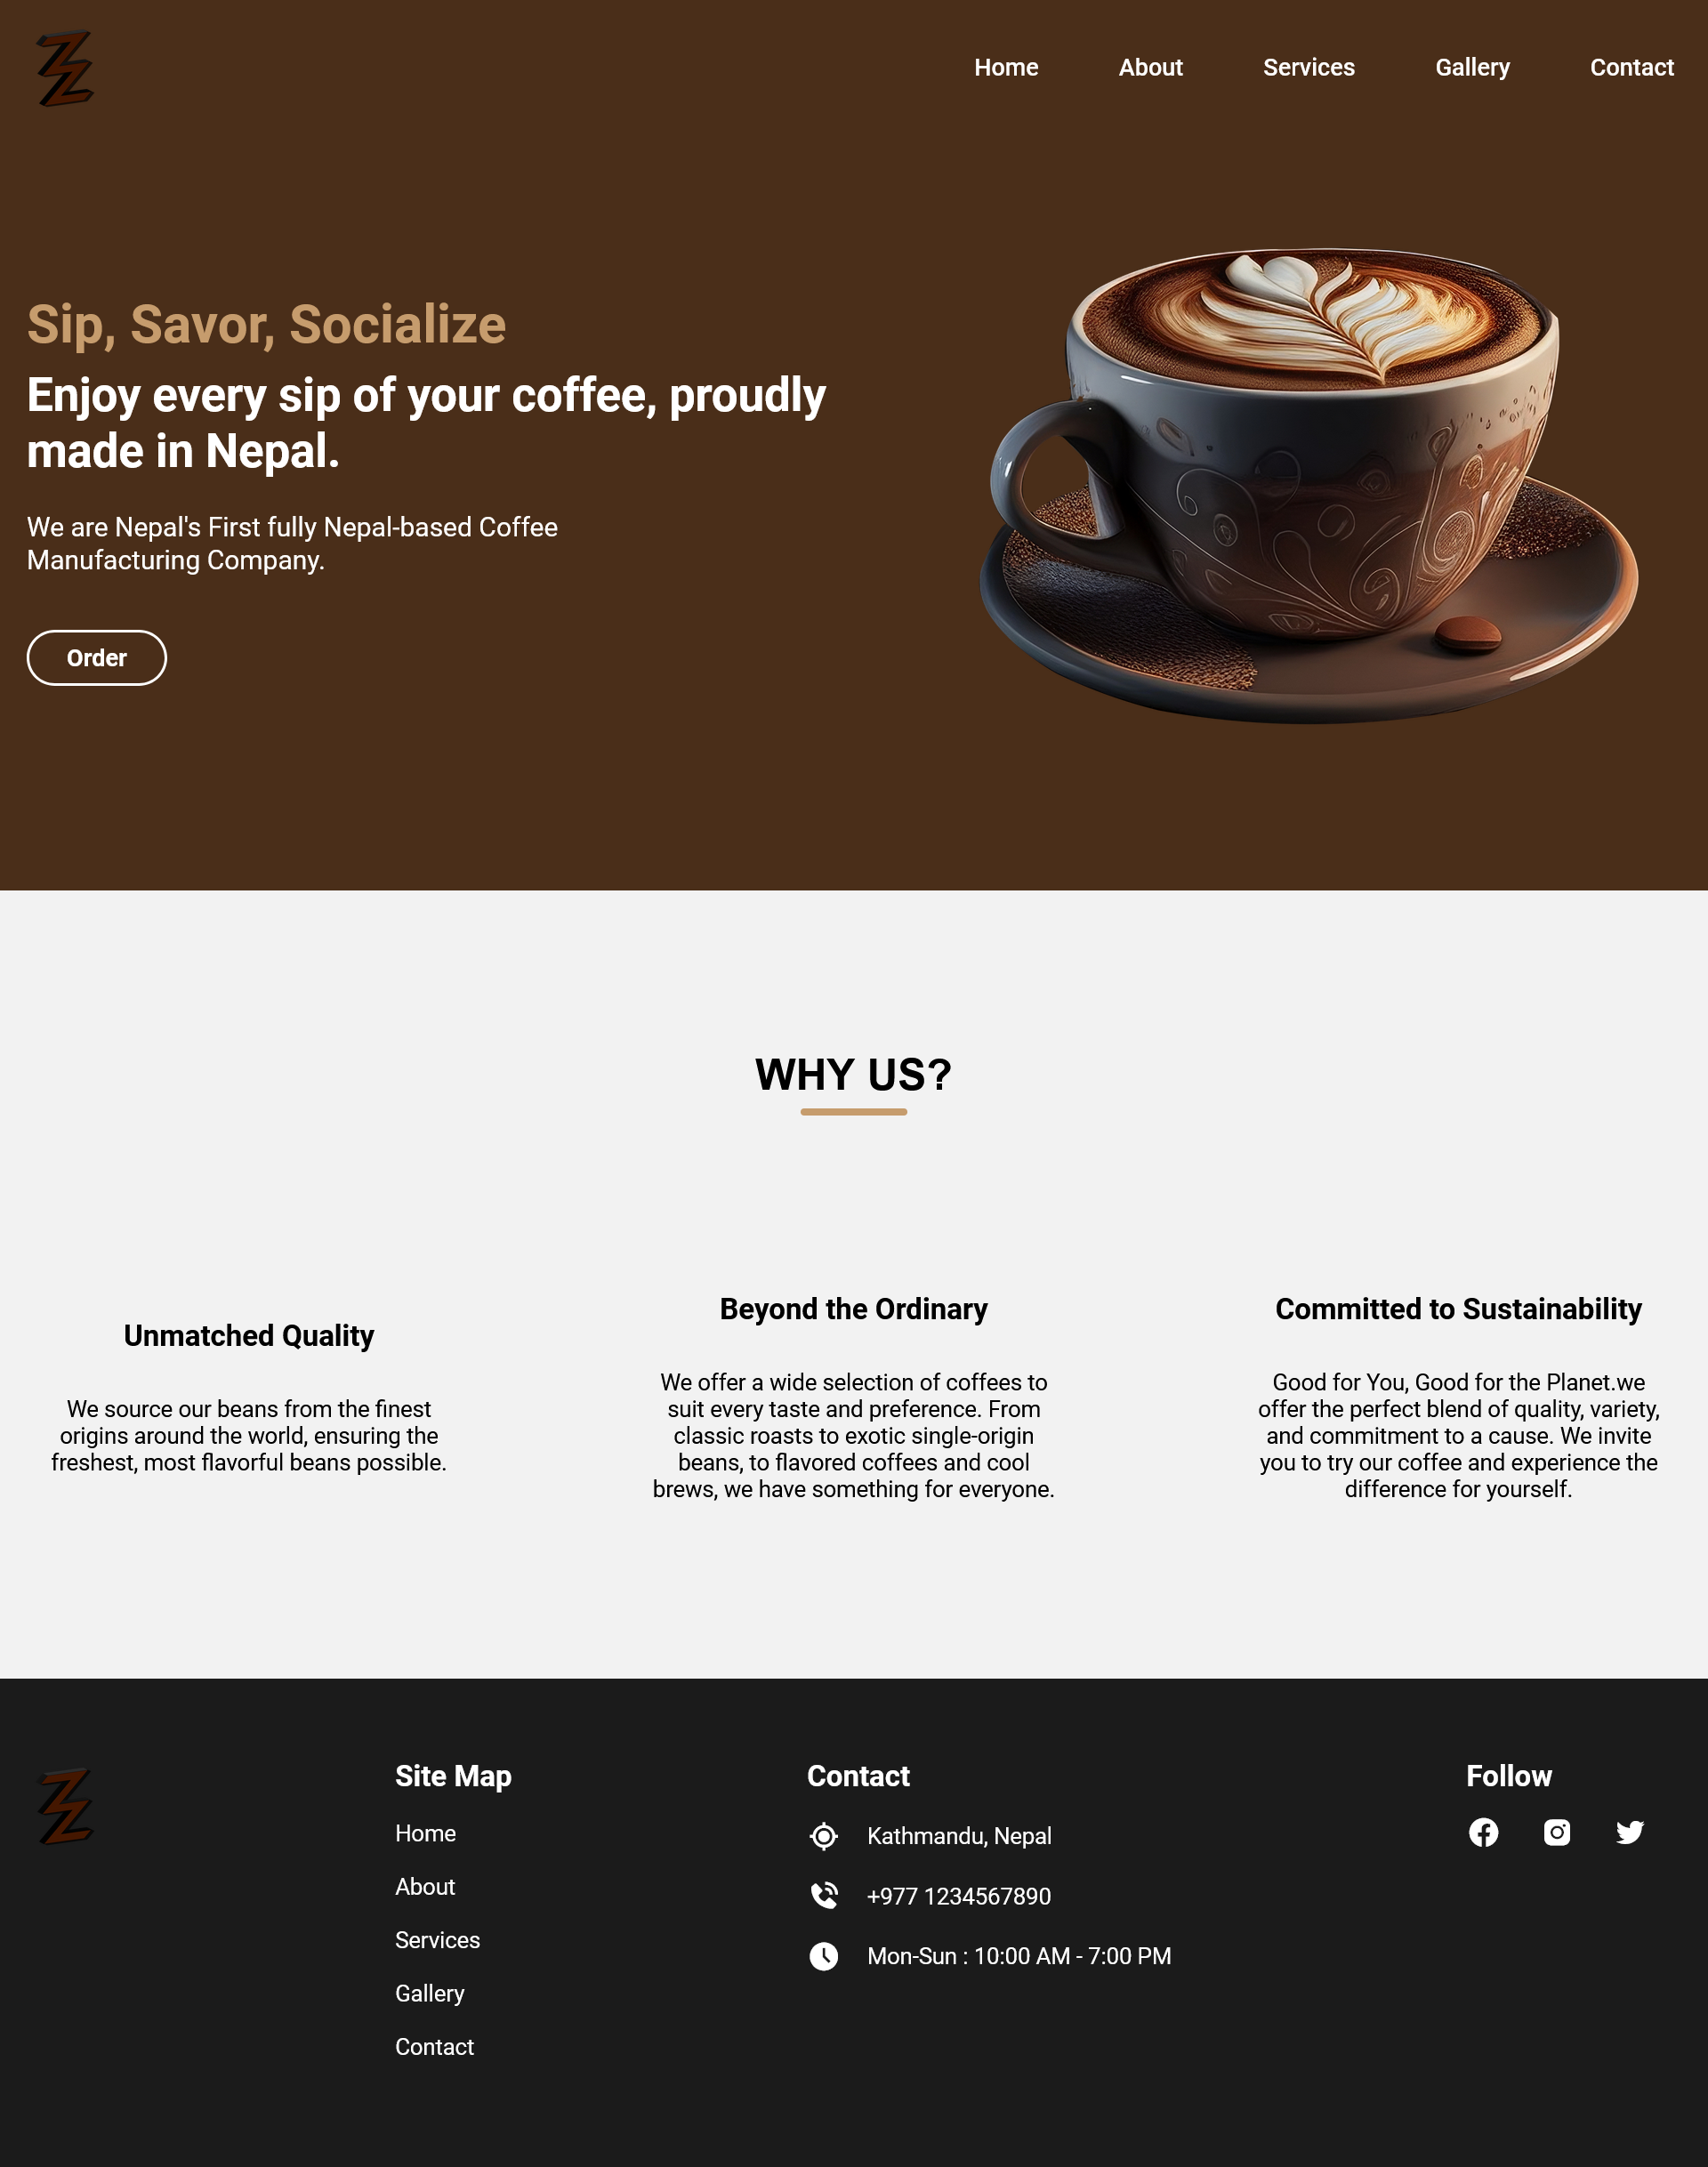 Home About Services Gallery Contact
Sip, Savor, Socialize
Enjoy every sip of your coffee, proudly
made in Nepal.
We are Nepal's First fully Nepal-based Coffee
Manufacturing Company.
Order
WHY US?
Unmatched Quality
We source our beans from the finest
origins around the world, ensuring the
freshest, most flavorful beans possible.
Beyond the Ordinary
We offer a wide selection of coffees to
suit every taste and preference. From
classic roasts to exotic single-origin
beans, to flavored coffees and cool
brews, we have something for everyone.
Committed to Sustainability
Good for You, Good for the Planet.we
offer the perfect blend of quality, variety,
and commitment to a cause. We invite
you to try our coffee and experience the
difference for yourself.
Site Map
Home
About
Services
Gallery
Contact
Contact
Kathmandu, Nepal
+977 1234567890
Mon-Sun : 10:00 AM - 7:00 PM
Follow